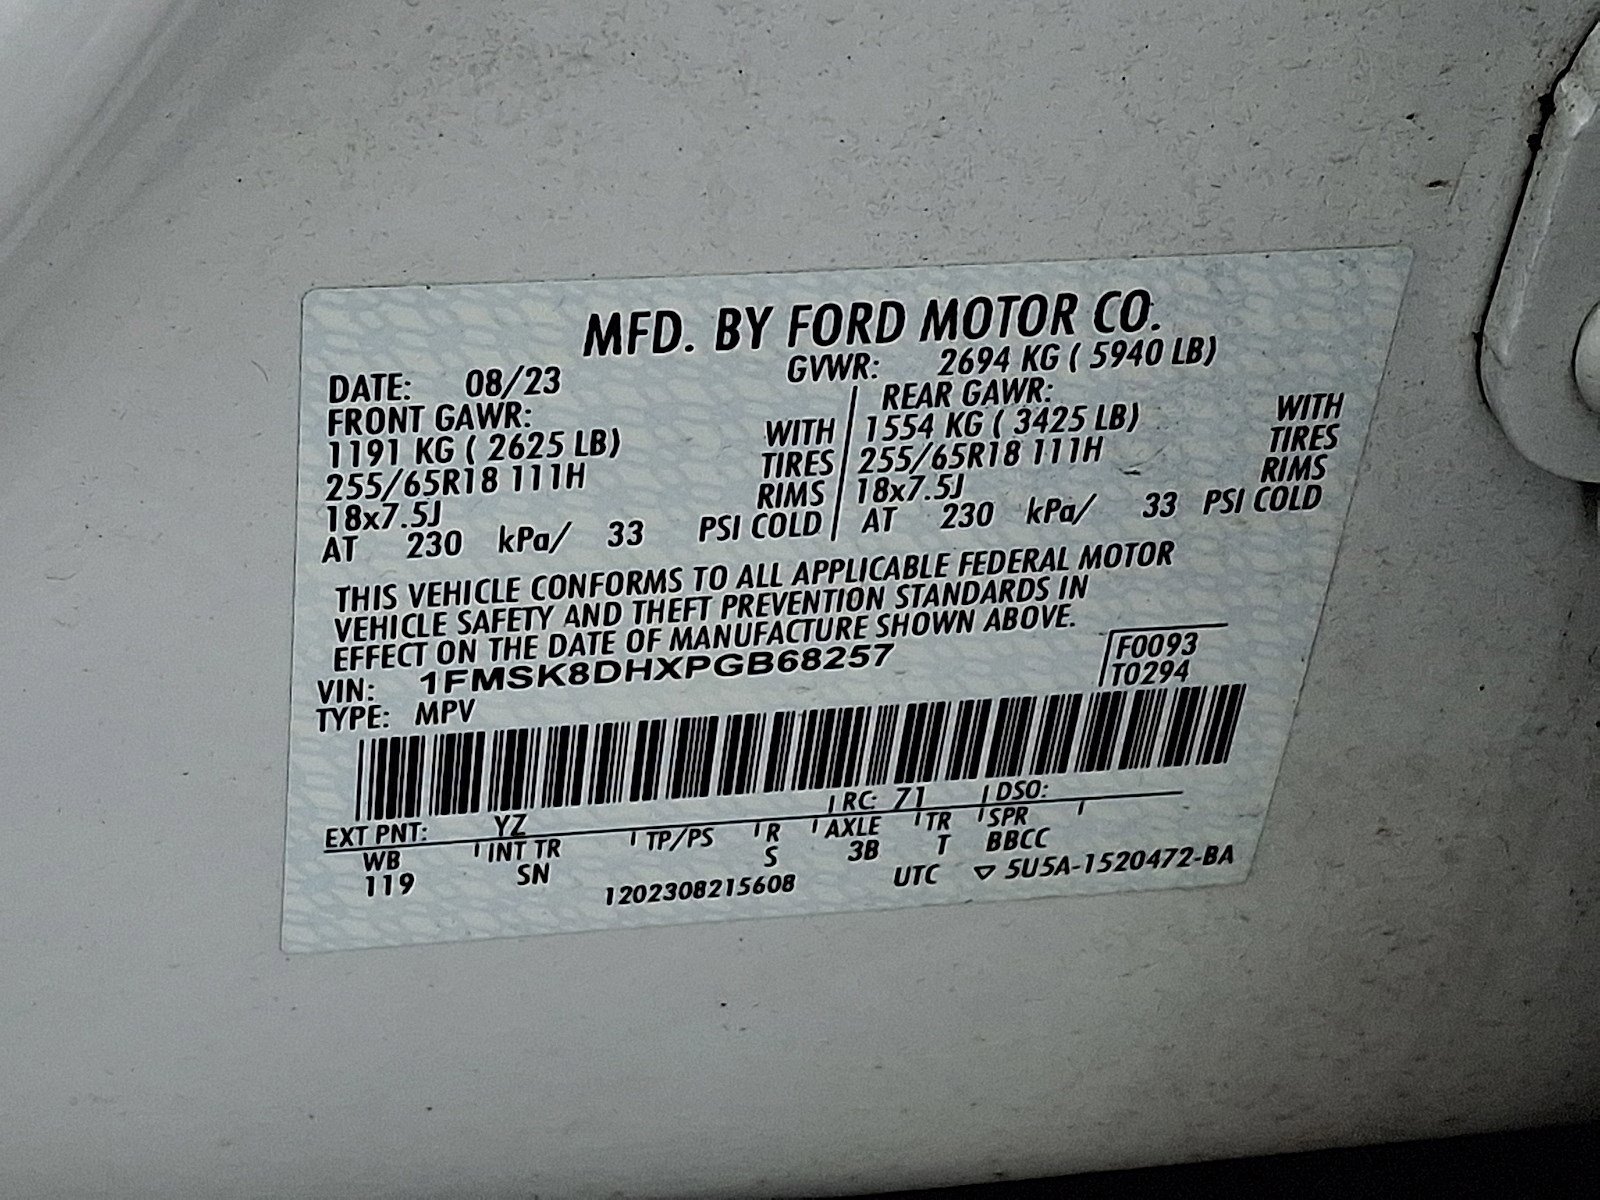 MFD. BY FORD MOTOR CO.
DATE: 08/23 GVWR: 2694 KG ( 5940 LB)
FRONT GAWR: REAR GAWR:
1191 KG ( 2625 LB) WITH 1554 KG ( 3425 LB) WITH
255/65R18 111H TIRES 255/65R18 111H TIRES
18x7.5J RIMS 18x7.5J RIMS
AT 230 kPa/ 33 PSI COLD AT 230 kPa/ 33 PSI COLD
THIS VEHICLE CONFORMS TO ALL APPLICABLE FEDERAL MOTOR
VEHICLE SAFETY AND THEFT PREVENTION STANDARDS IN
EFFECT ON THE DATE OF MANUFACTURE SHOWN ABOVE.
VIN: 1FMSK8DHXPGB68257 F0093
TYPE: MPV T0294
EXT PNT: YZ RC: 71 DSO:
WB INT TR TP/PS R AXLE TR SPR
119 SN S 3B T BBCC
1202308215608 UTC ▽ 5U5A-1520472-BA